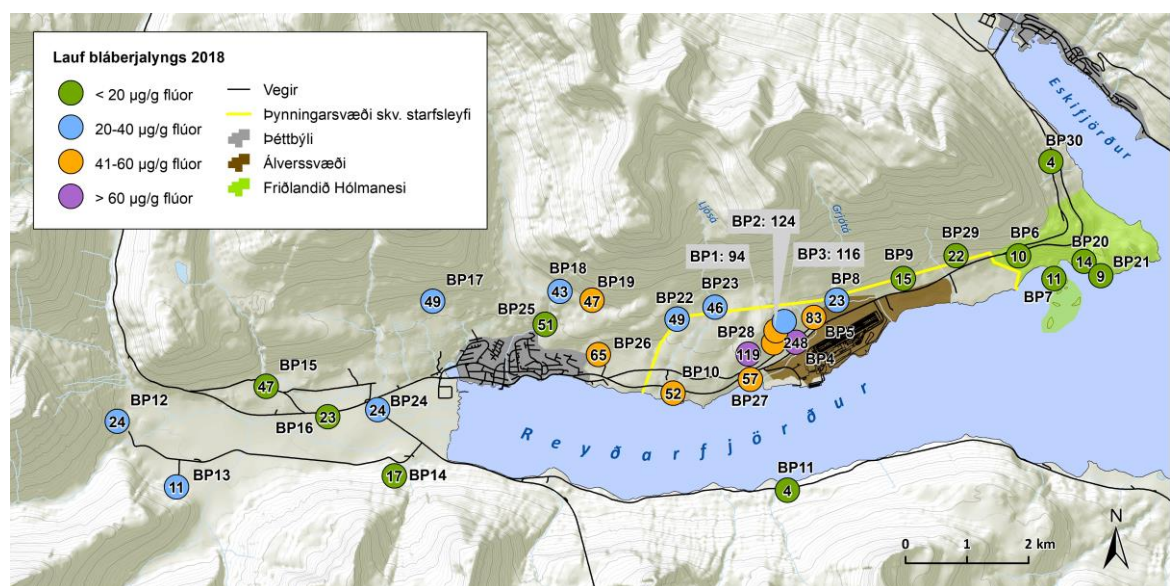 Lauf bláberjalyngs 2018
< 20 µg/g flúor
20-40 µg/g flúor
41-60 µg/g flúor
> 60 µg/g flúor
Vegir
Þynningarsvæði skv. starfsleyfi
Þéttbýli
Álverssvæði
Friðlandið Hólmanesi
Eskifjörður
BP30
4
Ljósá
Grjótá
BP2: 124
BP1: 94
BP3: 116
BP29
22
BP6
10
BP20
14
BP21
9
BP7
11
BP9
15
BP8
23
BP17
49
BP18
43
BP19
47
BP22
49
BP23
46
BP25
51
BP26
65
BP28
119
83
BP5
248
BP4
BP10
52
57
BP27
BP15
47
BP12
24
BP16
23
BP24
24
BP13
11
BP14
17
Reyðarfjörður
BP11
4
N
0 1 2 km